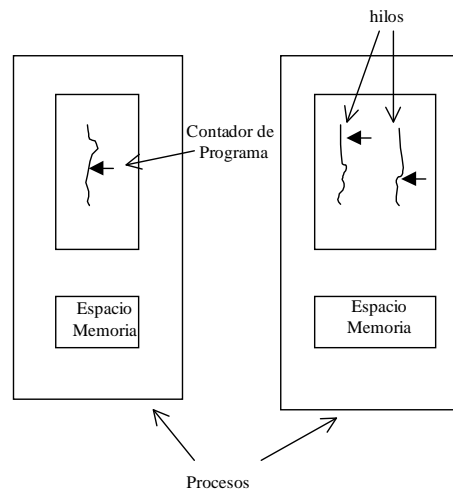 hilos
Contador de
Programa
Espacio
Memoria
Espacio
Memoria
Procesos